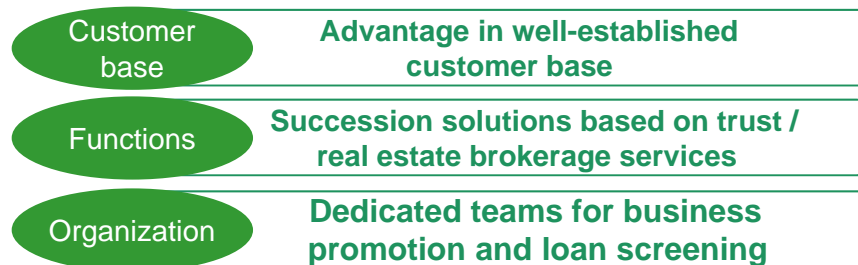 Customer
base
Advantage in well-established
customer base
Functions
Succession solutions based on trust /
real estate brokerage services
Organization
Dedicated teams for business
promotion and loan screening